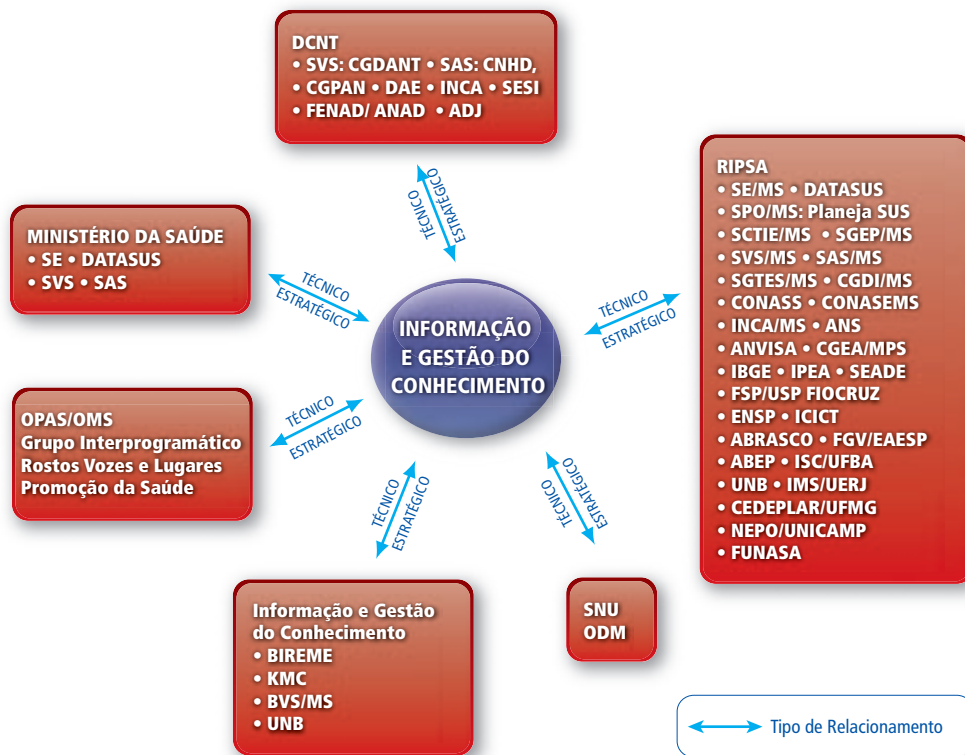 DCNT
• SVS: CGDANT • SAS: CNHD,
• CGPAN • DAE • INCA • SESI
• FENAD/ ANAD • ADJ
RIPSA
• SE/MS • DATASUS
• SPO/MS: Planeja SUS
• SCTIE/MS • SGEP/MS
• SVS/MS • SAS/MS
• SGTES/MS • CGDI/MS
• CONASS • CONASEMS
• INCA/MS • ANS
• ANVISA • CGEA/MPS
• IBGE • IPEA • SEADE
• FSP/USP FIOCRUZ
• ENSP • ICICT
• ABRASCO • FGV/EAESP
• ABEP • ISC/UFBA
• UNB • IMS/UERJ
• CEDEPLAR/UFMG
• NEPO/UNICAMP
• FUNASA
MINISTÉRIO DA SAÚDE
• SE • DATASUS
• SVS • SAS
TÉCNICO
ESTRATÉGICO
TÉCNICO
ESTRATÉGICO
TÉCNICO
ESTRATÉGICO
INFORMAÇÃO
E GESTÃO DO
CONHECIMENTO
OPAS/OMS
Grupo Interprogramático
Rostos Vozes e Lugares
Promoção da Saúde
TÉCNICO
ESTRATÉGICO
TÉCNICO
ESTRATÉGICO
TÉCNICO
ESTRATÉGICO
Informação e Gestão
do Conhecimento
• BIREME
• KMC
• BVS/MS
• UNB
SNU
ODM
Tipo de Relacionamento